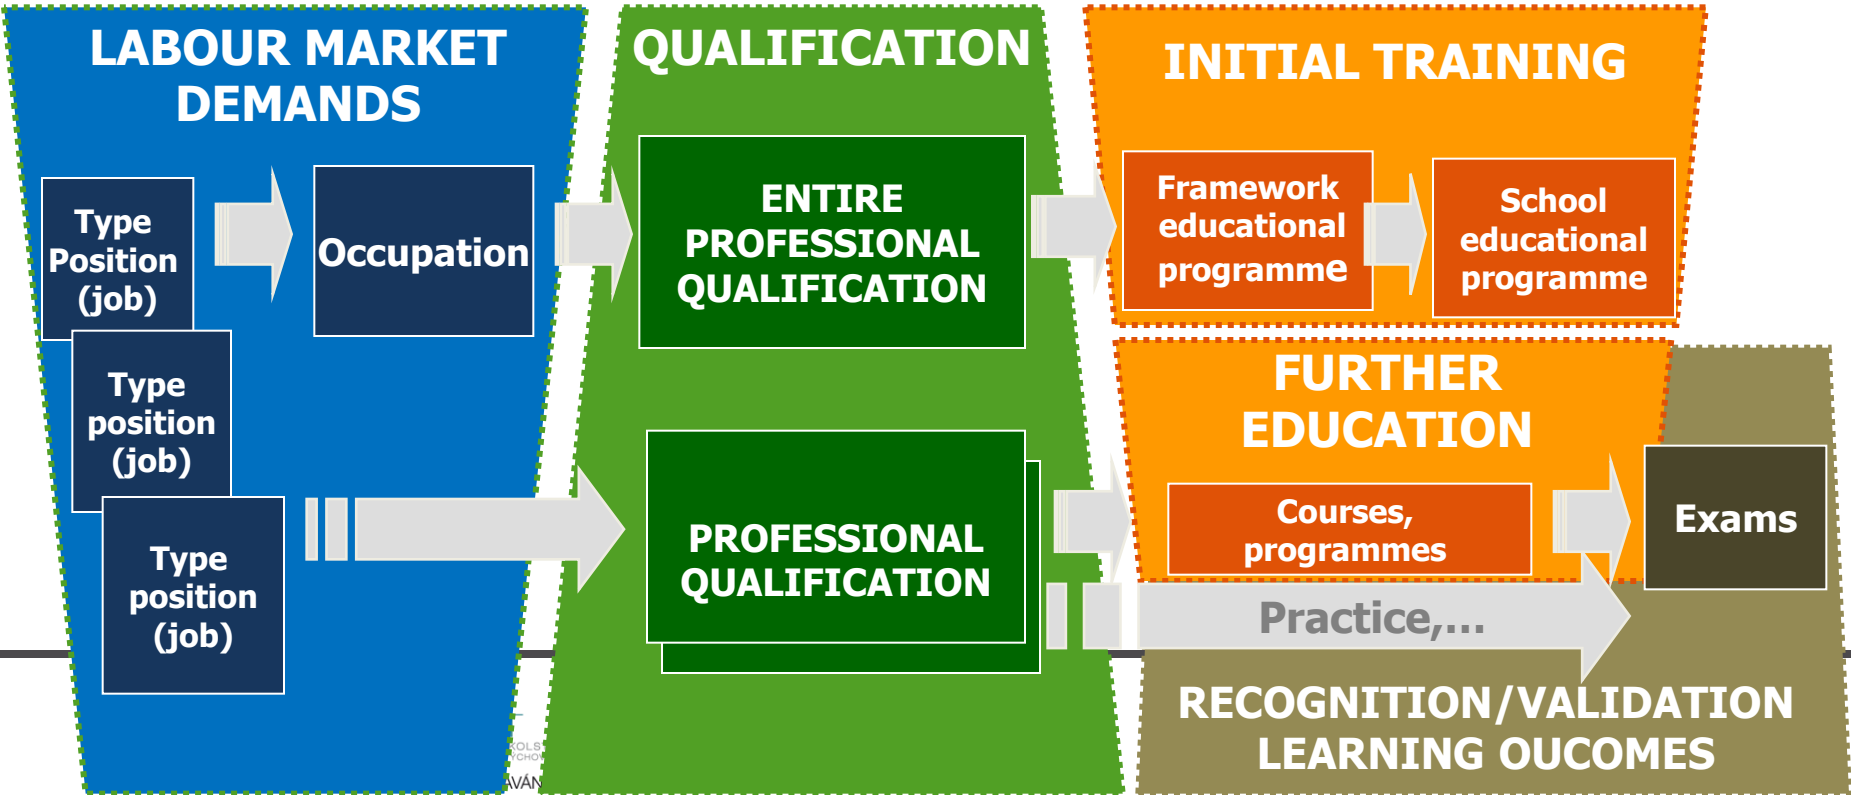 LABOUR MARKET
DEMANDS
Type
Position
(job)
Occupation
Type
position
(job)
Type
position
(job)
QUALIFICATION
ENTIRE
PROFESSIONAL
QUALIFICATION
PROFESSIONAL
QUALIFICATION
INITIAL TRAINING
Framework
educational
programme
School
educational
programme
FURTHER
EDUCATION
Courses,
programmes
Exams
Practice,...
RECOGNITION/VALIDATION
LEARNING OUCOMES